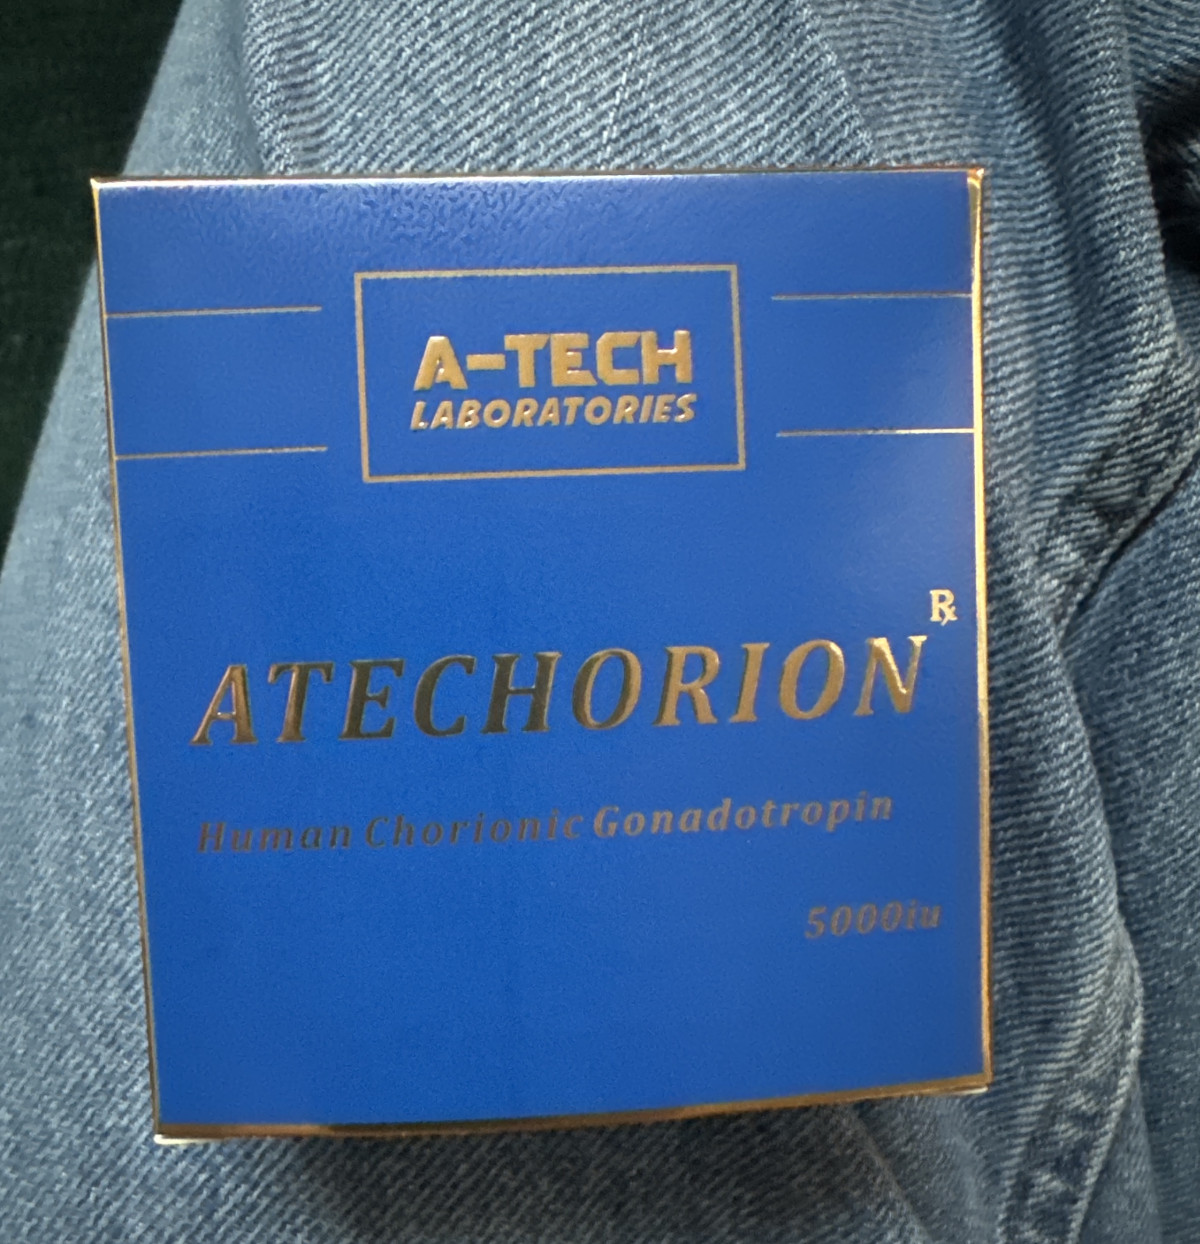 A-TECH
LABORATORIES
℞
ATECHORION
Human Chorionic Gonadotropin
5000iu